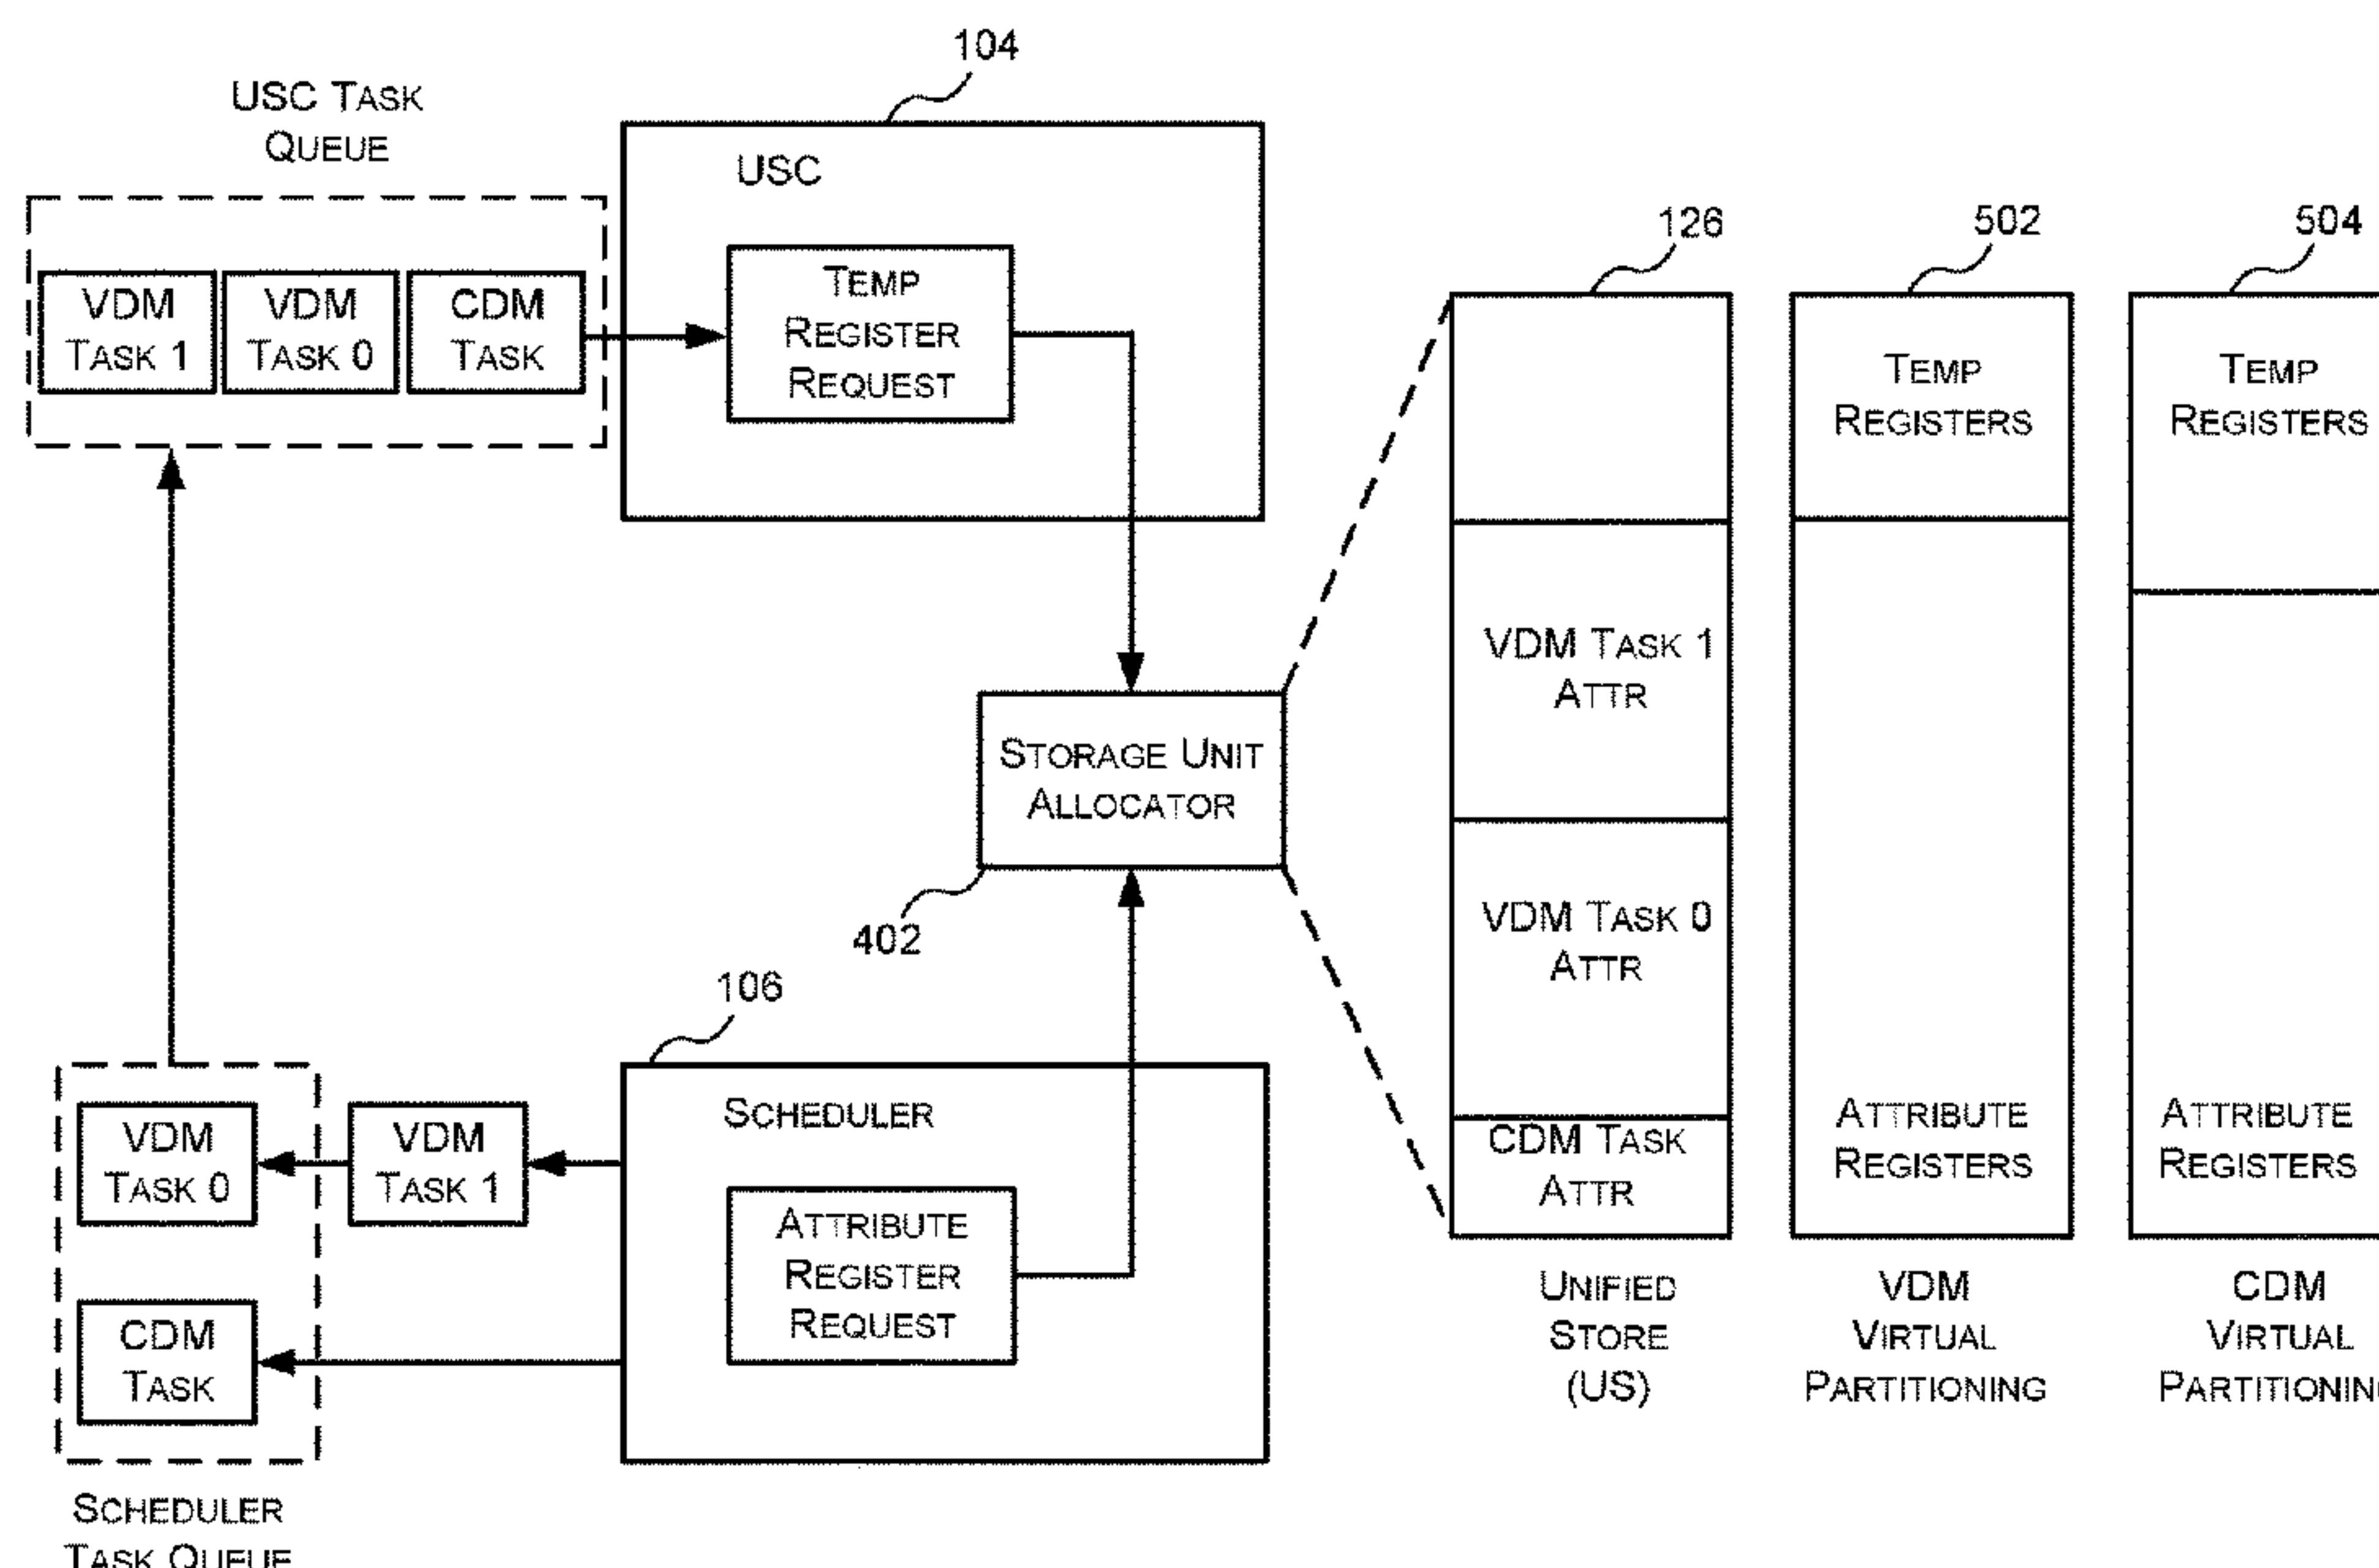 104
USC TASK
QUEUE
USC
126
502
504
VDM
TASK 1
VDM
TASK 0
CDM
TASK
TEMP
REGISTER
REQUEST
TEMP
REGISTERS
TEMP
REGISTERS
VDM TASK 1
ATTR
STORAGE UNIT
ALLOCATOR
402
VDM TASK 0
ATTR
106
SCHEDULER
VDM
TASK 0
VDM
TASK 1
ATTRIBUTE
REGISTER
REQUEST
CDM
TASK
CDM TASK
ATTR
ATTRIBUTE
REGISTERS
ATTRIBUTE
REGISTERS
UNIFIED
STORE
(US)
VDM
VIRTUAL
PARTITIONING
CDM
VIRTUAL
PARTITIONING
SCHEDULER
TASK QUEUE